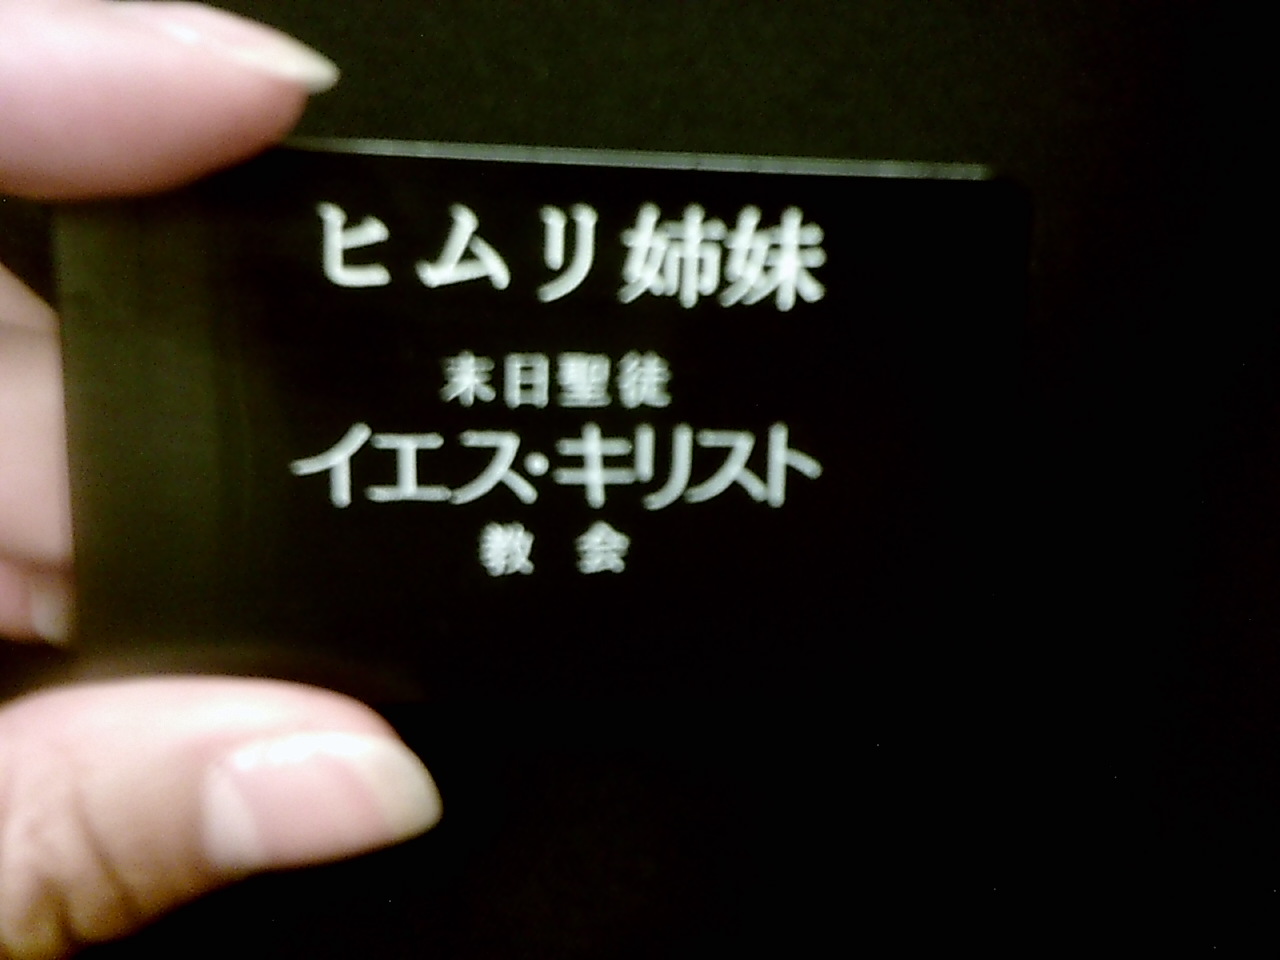 ヒムリ姉妹
末日聖徒
イエス・キリスト
教会